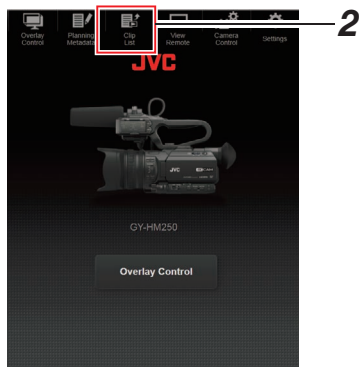 Overlay
Control
Planning
Metadata
Clip
List
View
Remote
Camera
Control
Settings
2
JVC
JVC
GY-HM250
Overlay Control